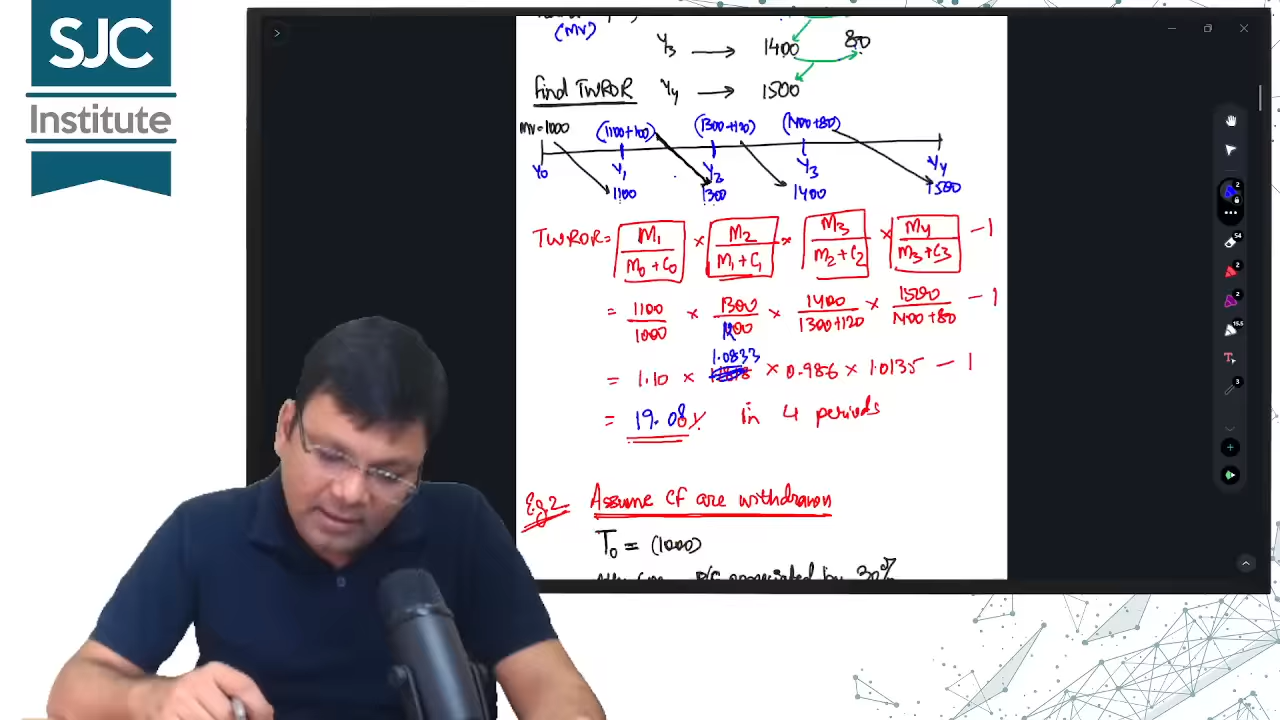 SJC
Institute
(MV)
Y3 → 1400 80
Find TWROR Y4 → 1500
MV=1000 (1100+100) (1300+120) (1400+80)
Y0 Y1 Y2 Y3 Y4
1100 1300 1400 1500
TWROR = M1/(M0+C0) × M2/(M1+C1) × M3/(M2+C2) × M4/(M3+C3) - 1
= 1100/1000 × 1300/1200 × 1400/(1300+120) × 1500/(1400+80) - 1
= 1.10 × 1.0833 × 0.986 × 1.0135 - 1
= 19.08% in 4 periods
Eg.2 Assume CF are withdrawn
T0 = (1000)
by 30%